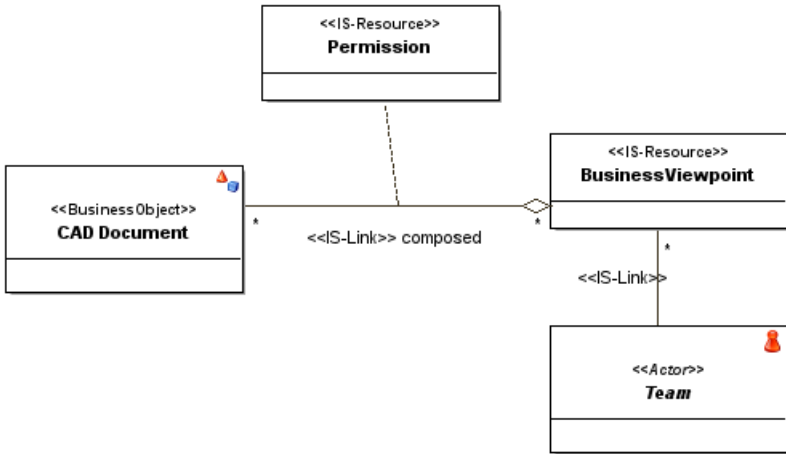 <<IS-Resource>>
Permission
<<IS-Resource>>
BusinessViewpoint
<<BusinessObject>>
CAD Document
*
*
<<IS-Link>> composed
*
<<IS-Link>>
<<Actor>>
Team